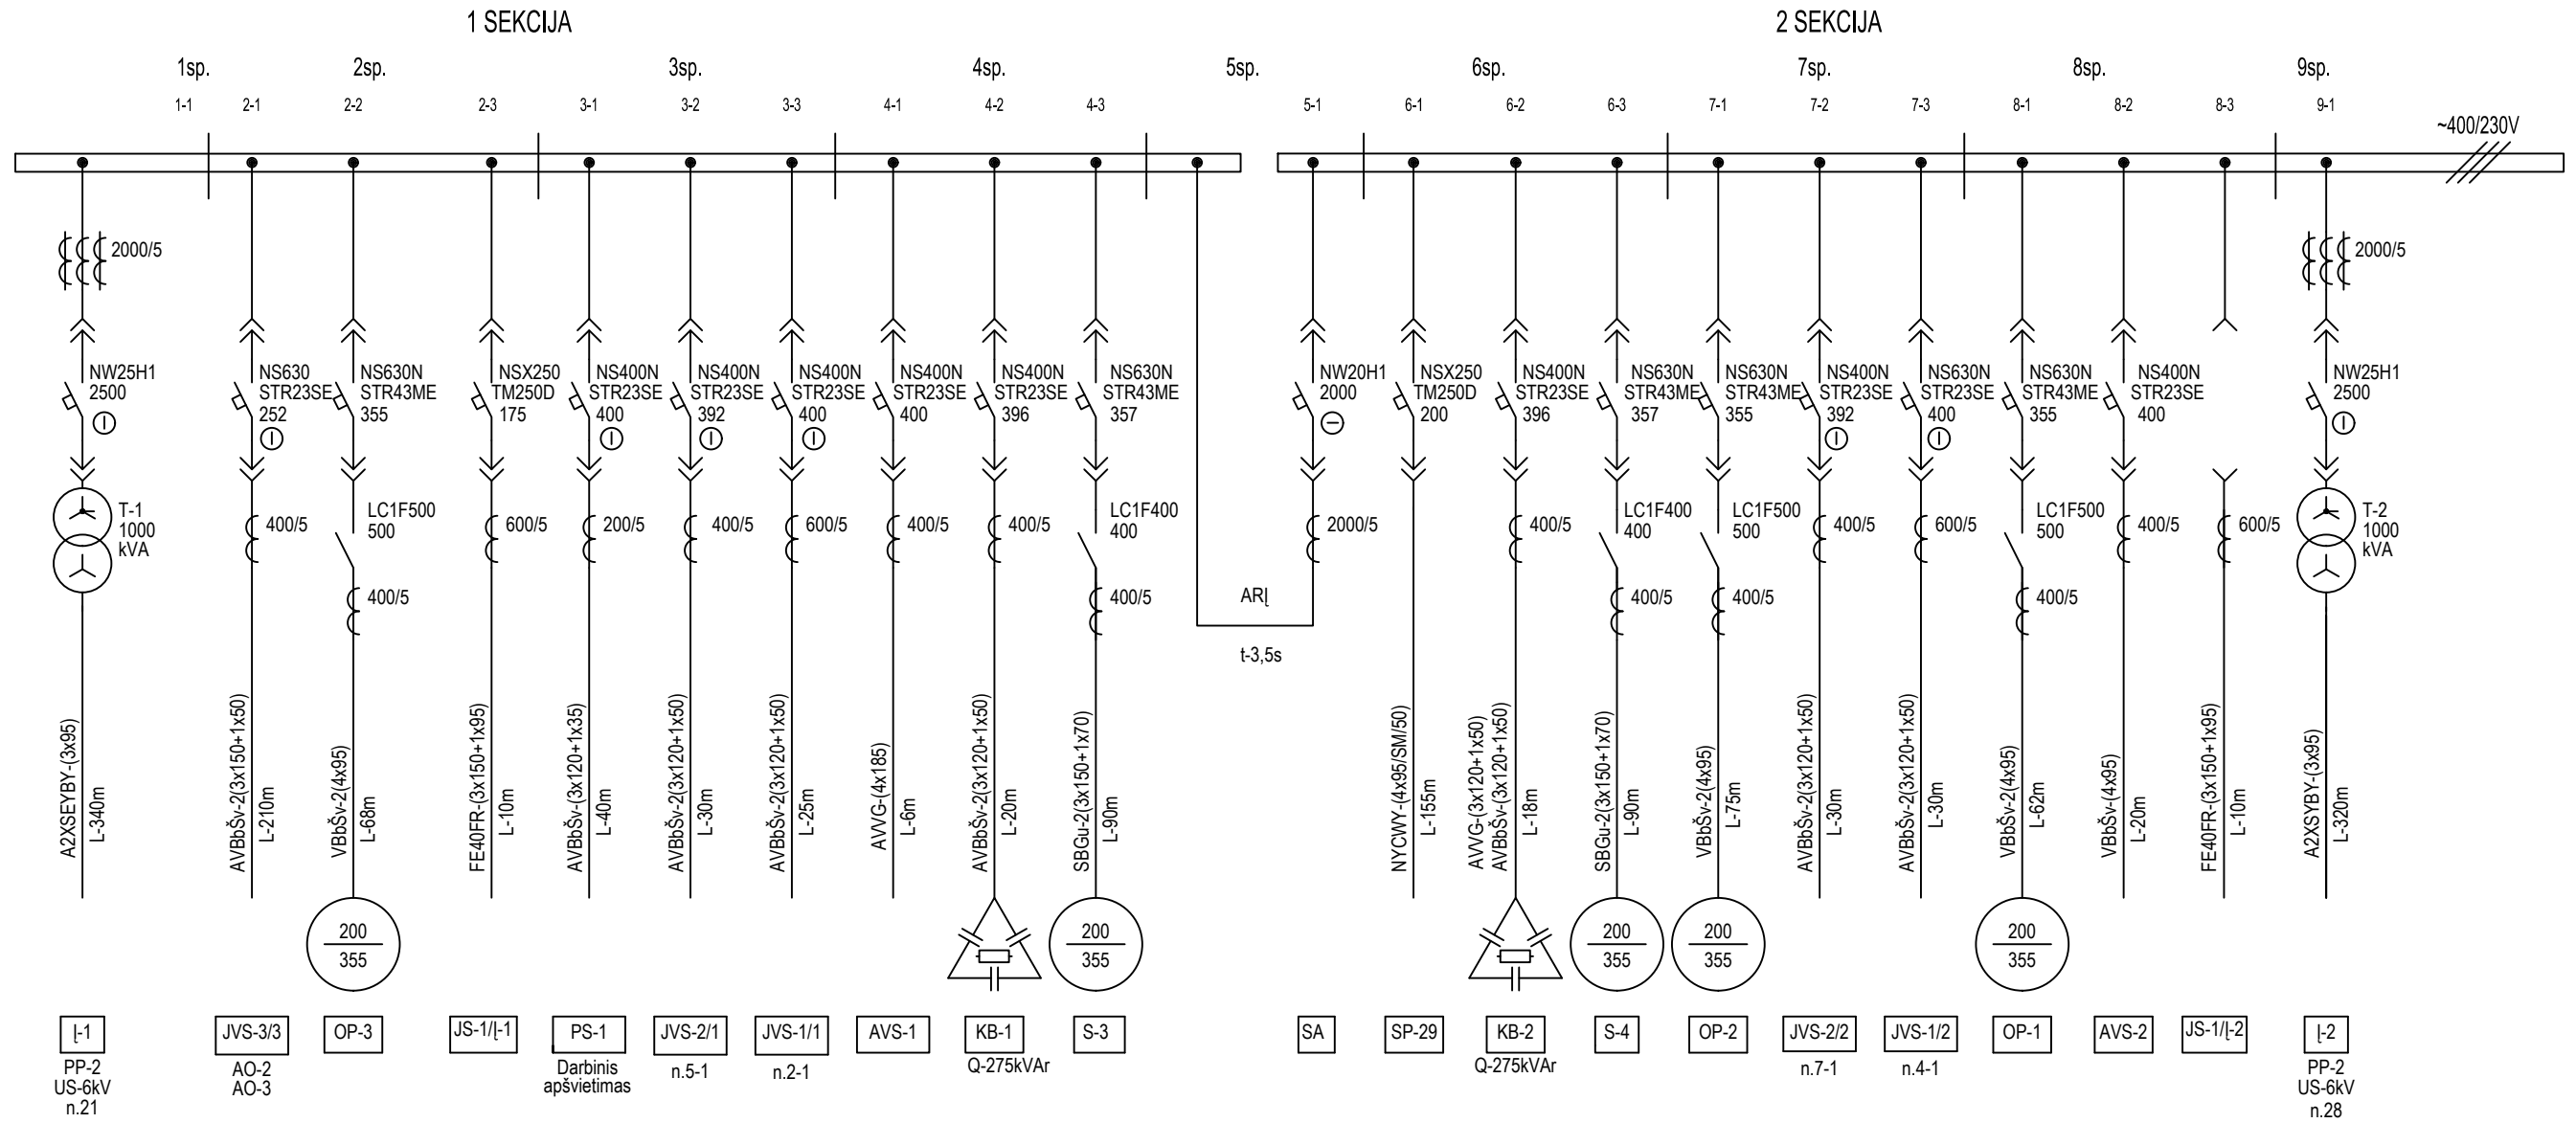 1 SEKCIJA
2 SEKCIJA
1sp.
2sp.
3sp.
4sp.
5sp.
6sp.
7sp.
8sp.
9sp.
1-1
2-1
2-2
2-3
3-1
3-2
3-3
4-1
4-2
4-3
5-1
6-1
6-2
6-3
7-1
7-2
7-3
8-1
8-2
8-3
9-1
~400/230V
2000/5
2000/5
NW25H1
2500
NS630
STR23SE
252
NS630N
STR43ME
355
NSX250
TM250D
175
NS400N
STR23SE
400
NS400N
STR23SE
392
NS400N
STR23SE
400
NS400N
STR23SE
400
NS400N
STR23SE
396
NS630N
STR43ME
357
NW20H1
2000
NSX250
TM250D
200
NS400N
STR23SE
396
NS630N
STR43ME
357
NS630N
STR43ME
355
NS400N
STR23SE
392
NS630N
STR23SE
400
NS630N
STR43ME
355
NS400N
STR23SE
400
NW25H1
2500
T-1
1000
kVA
400/5
LC1F500
500
400/5
600/5
200/5
400/5
600/5
400/5
400/5
LC1F400
400
400/5
ARĮ
t-3,5s
2000/5
400/5
LC1F400
400
400/5
LC1F500
500
400/5
400/5
600/5
LC1F500
500
400/5
400/5
600/5
T-2
1000
kVA
A2XSEYBY-(3x95)
L-340m
AVBbŠv-2(3x150+1x50)
L-210m
VBbŠv-2(4x95)
L-68m
FE40FR-(3x150+1x95)
L-10m
AVBbŠv-(3x120+1x35)
L-40m
AVBbŠv-2(3x120+1x50)
L-30m
AVBbŠv-2(3x120+1x50)
L-25m
AVVG-(4x185)
L-6m
AVBbŠv-2(3x120+1x50)
L-20m
SBGu-2(3x150+1x70)
L-90m
NYCWY-(4x95/SM/50)
L-155m
AVVG-(3x120+1x50)
AVBbŠv-(3x120+1x50)
L-18m
SBGu-2(3x150+1x70)
L-90m
VBbŠv-2(4x95)
L-75m
AVBbŠv-2(3x120+1x50)
L-30m
AVBbŠv-2(3x120+1x50)
L-30m
VBbŠv-2(4x95)
L-62m
VBbŠv-(4x95)
L-20m
FE40FR-(3x150+1x95)
L-10m
A2XSYBY-(3x95)
L-320m
200
355
200
355
200
355
200
355
200
355
Į-1
PP-2
US-6kV
n.21
JVS-3/3
AO-2
AO-3
OP-3
JS-1/Į-1
PS-1
Darbinis
apšvietimas
JVS-2/1
n.5-1
JVS-1/1
n.2-1
AVS-1
KB-1
Q-275kVAr
S-3
SA
SP-29
KB-2
Q-275kVAr
S-4
OP-2
JVS-2/2
n.7-1
JVS-1/2
n.4-1
OP-1
AVS-2
JS-1/Į-2
Į-2
PP-2
US-6kV
n.28